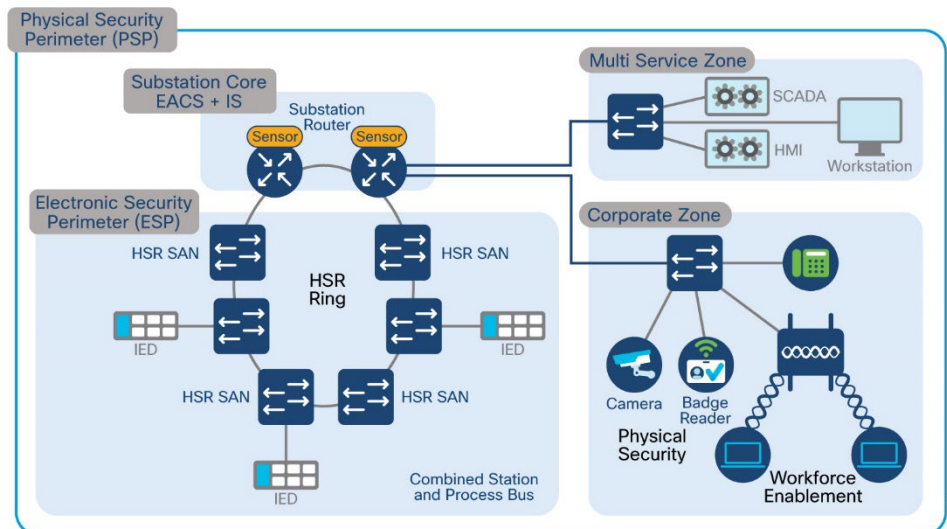 Physical Security
Perimeter (PSP)
Substation Core
EACS + IS
Substation
Router
Sensor
Sensor
Multi Service Zone
SCADA
HMI
Workstation
Electronic Security
Perimeter (ESP)
HSR SAN
HSR SAN
HSR
Ring
IED
IED
HSR SAN
HSR SAN
IED
Combined Station
and Process Bus
Corporate Zone
Camera
Badge
Reader
Physical
Security
Workforce
Enablement